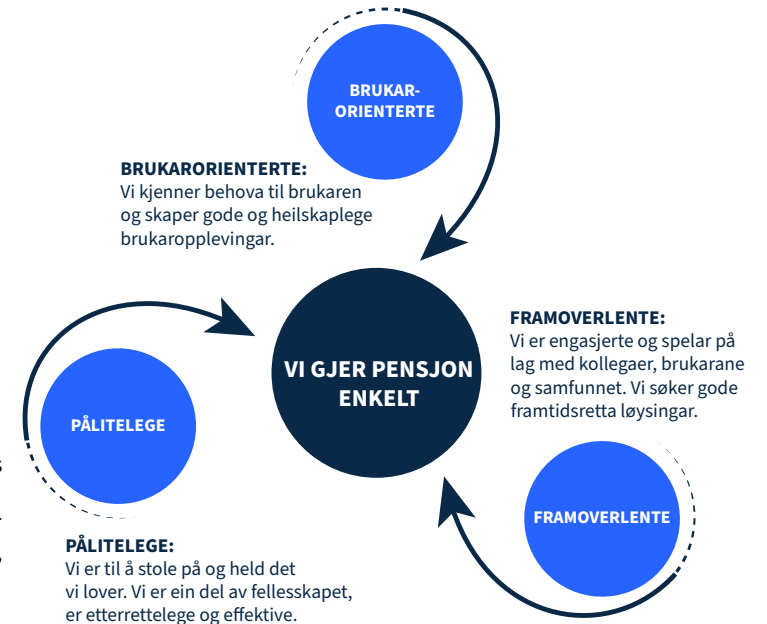 BRUKAR-
ORIENTERTE
BRUKARORIENTERTE:
Vi kjenner behova til brukaren
og skaper gode og heilskaplege
brukaropplevingar.
VI GJER PENSJON
ENKELT
FRAMOVERLENTE:
Vi er engasjerte og spelar på
lag med kollegaer, brukarane
og samfunnet. Vi søker gode
framtidsretta løysingar.
PÅLITELEGE
FRAMOVERLENTE
PÅLITELEGE:
Vi er til å stole på og held det
vi lover. Vi er ein del av fellesskapet,
er etterrettelege og effektive.